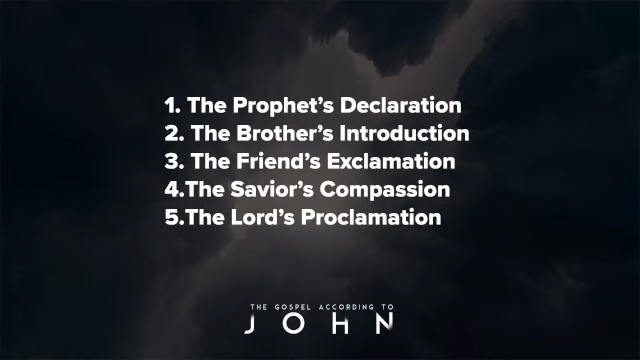 1. The Prophet’s Declaration
2. The Brother’s Introduction
3. The Friend’s Exclamation
4.The Savior’s Compassion
5.The Lord’s Proclamation
THE GOSPEL ACCORDING TO
JOHN